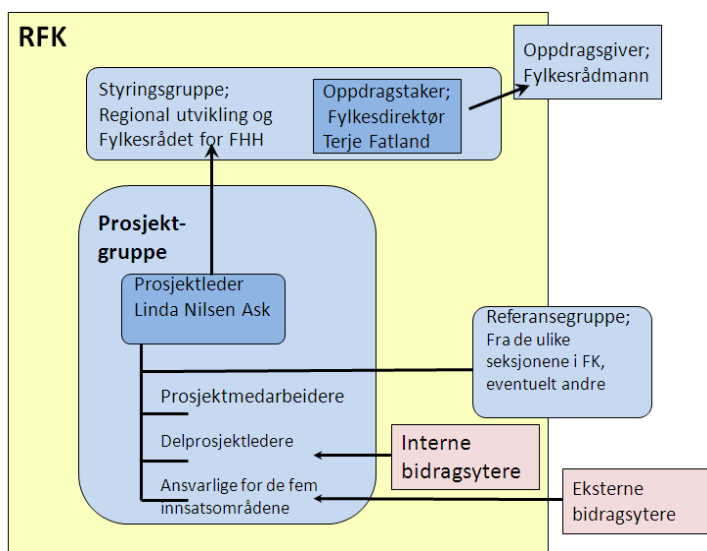 RFK
Oppdragsgiver;
Fylkesrådmann
Styringsgruppe;
Regional utvikling og
Fylkesrådet for FHH
Oppdragstaker;
Fylkesdirektør
Terje Fatland
Prosjekt-
gruppe
Prosjektleder
Linda Nilsen Ask
Referansegruppe;
Fra de ulike
seksjonene i FK,
eventuelt andre
Prosjektmedarbeidere
Delprosjektledere
Interne
bidragsytere
Ansvarlige for de fem
innsatsområdene
Eksterne
bidragsytere